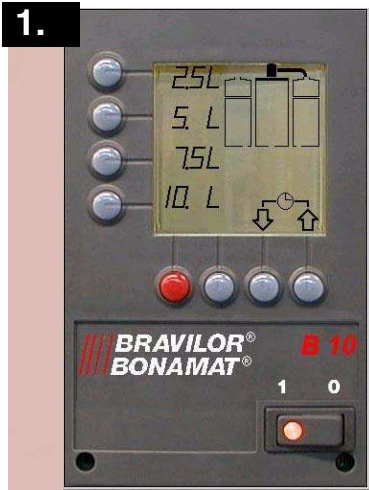 1.
2.5L
5. L
7.5L
10. L
BRAVILOR® B 10
BONAMAT®
1 0